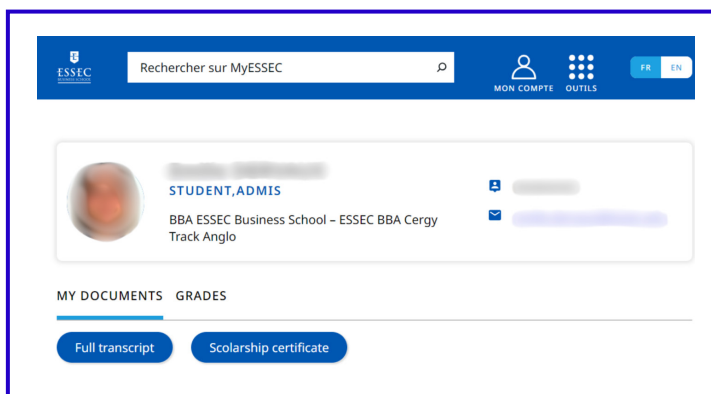 ESSEC
BUSINESS SCHOOL
Rechercher sur MyESSEC
MON COMPTE
OUTILS
FR
EN
STUDENT,ADMIS
BBA ESSEC Business School – ESSEC BBA Cergy
Track Anglo
MY DOCUMENTS
GRADES
Full transcript
Scolarship certificate